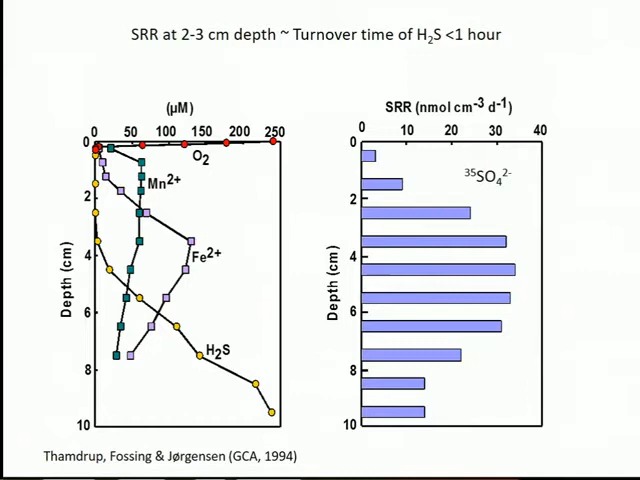 SRR at 2-3 cm depth ~ Turnover time of H₂S <1 hour
(µM)
0 50 100 150 200 250
0
2
4
6
8
10
Depth (cm)
O₂
Mn²⁺
Fe²⁺
H₂S
SRR (nmol cm⁻³ d⁻¹)
0 10 20 30 40
0
2
4
6
8
10
Depth (cm)
³⁵SO₄²⁻
Thamdrup, Fossing & Jørgensen (GCA, 1994)